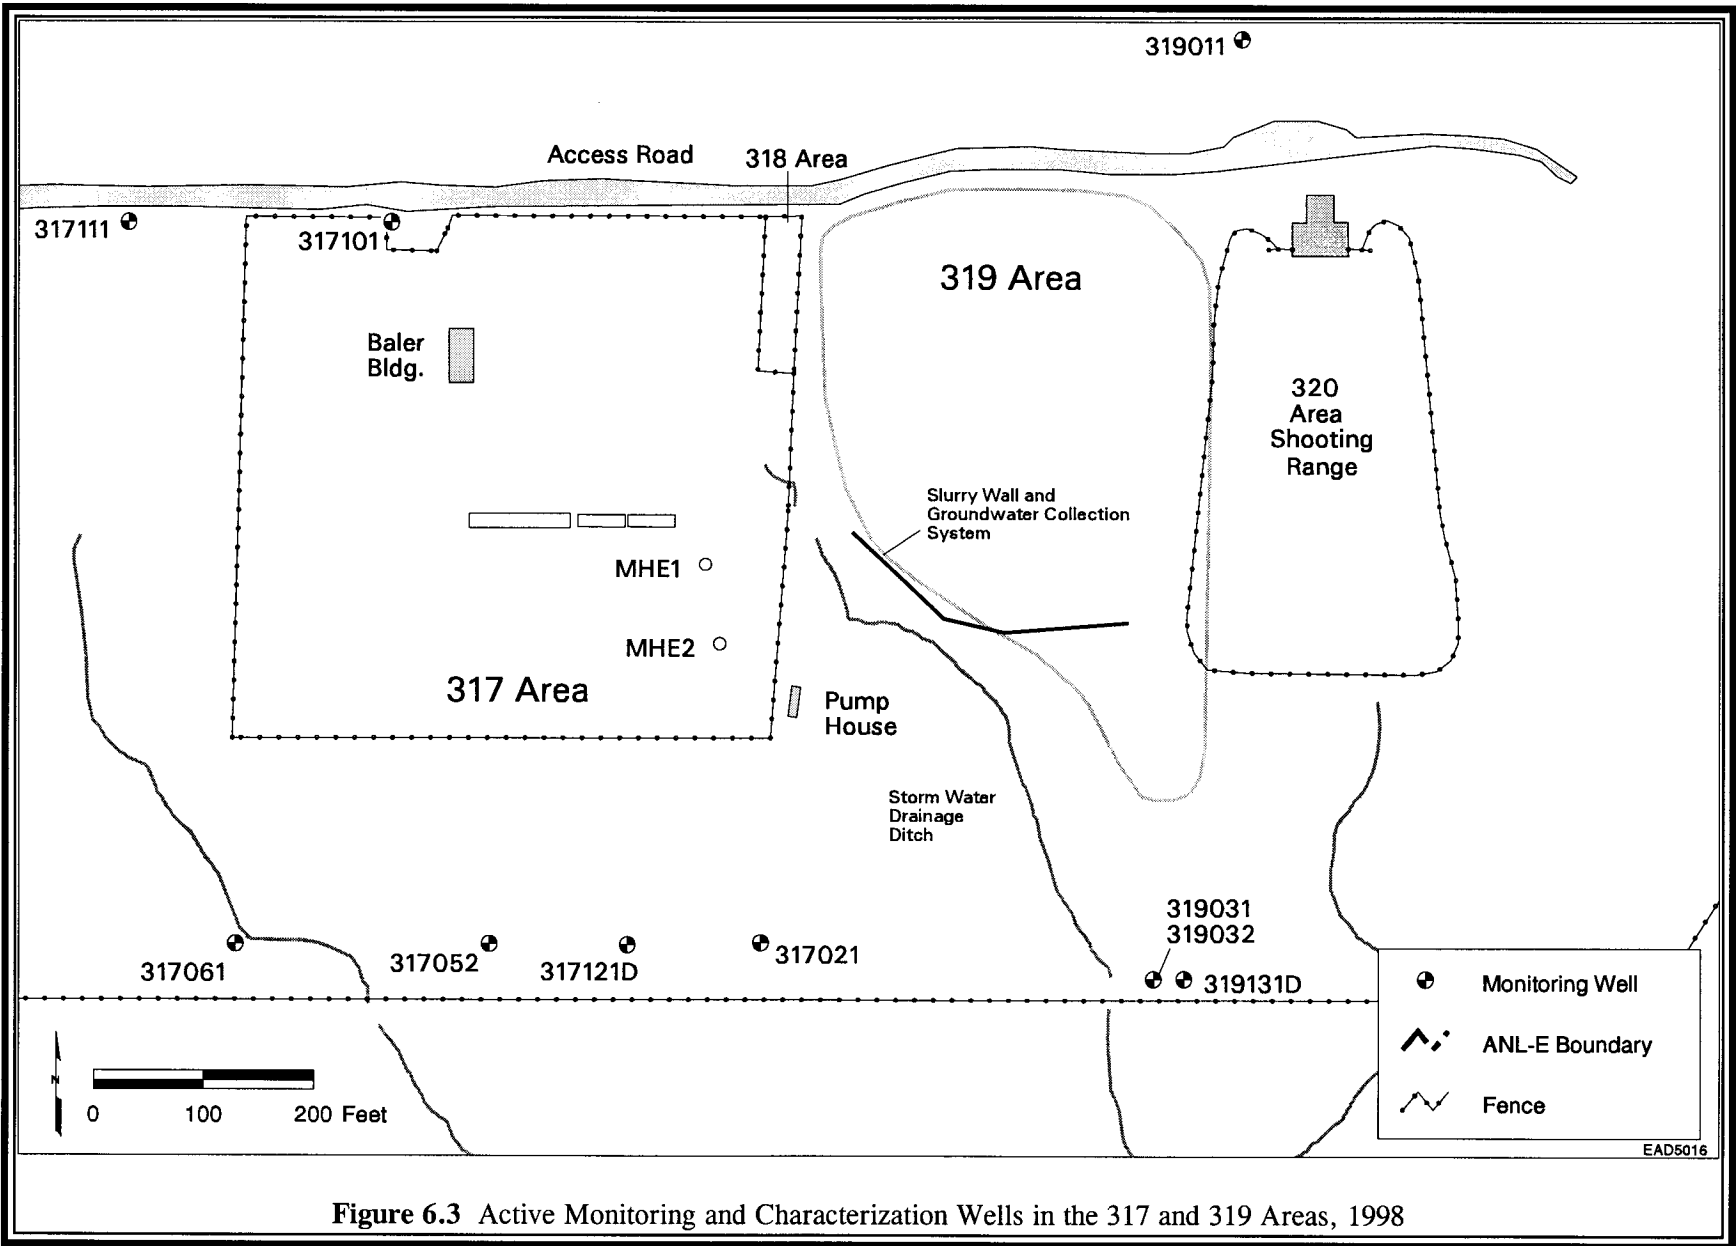 319011
Access Road
318 Area
317111
317101
319 Area
Baler
Bldg.
320
Area
Shooting
Range
Slurry Wall and
Groundwater Collection
System
MHE1
MHE2
317 Area
Pump
House
Storm Water
Drainage
Ditch
319031
319032
317061
317052
317121D
317021
319131D
Monitoring Well
ANL-E Boundary
Fence
N
0 100 200 Feet
EAD5016
Figure 6.3 Active Monitoring and Characterization Wells in the 317 and 319 Areas, 1998